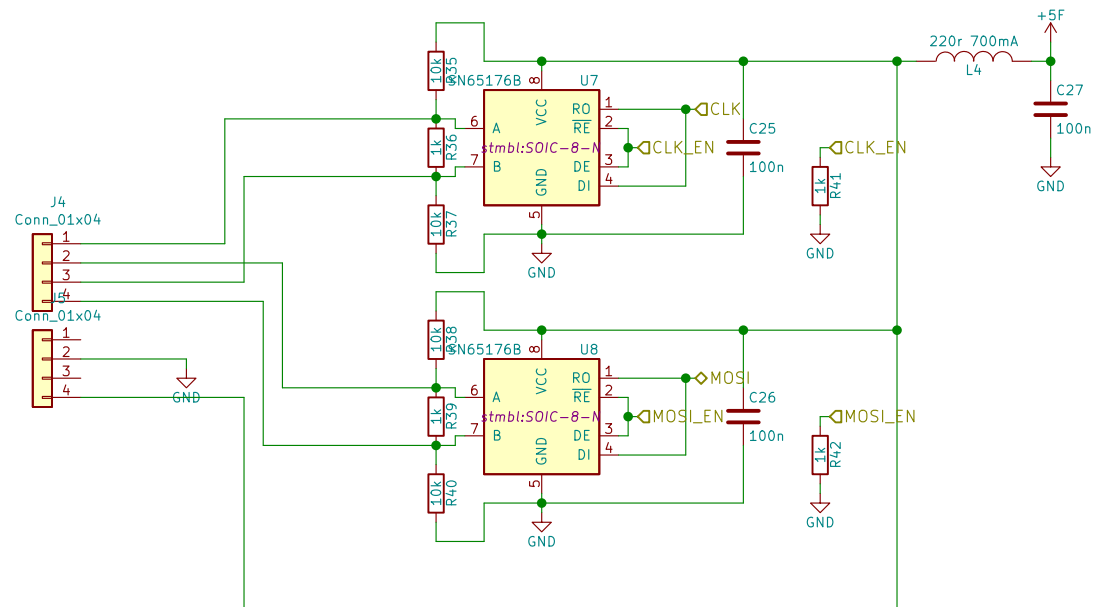 +5F
220r 700mA
L4
C27
100n
GND
10k
R35
SN65176B
U7
8
VCC
RO
1
CLK
6
A
RE
2
C25
1k
R36
stmbl:SOIC-8-N
CLK_EN
100n
CLK_EN
7
B
DE
3
GND
DI
4
1k
R41
10k
R37
5
GND
GND
J4
Conn_01x04
1
2
3
4
J5
Conn_01x04
1
2
3
4
GND
10k
R38
SN65176B
U8
8
VCC
RO
1
MOSI
6
A
RE
2
C26
1k
R39
stmbl:SOIC-8-N
MOSI_EN
100n
MOSI_EN
7
B
DE
3
GND
DI
4
1k
R42
10k
R40
5
GND
GND